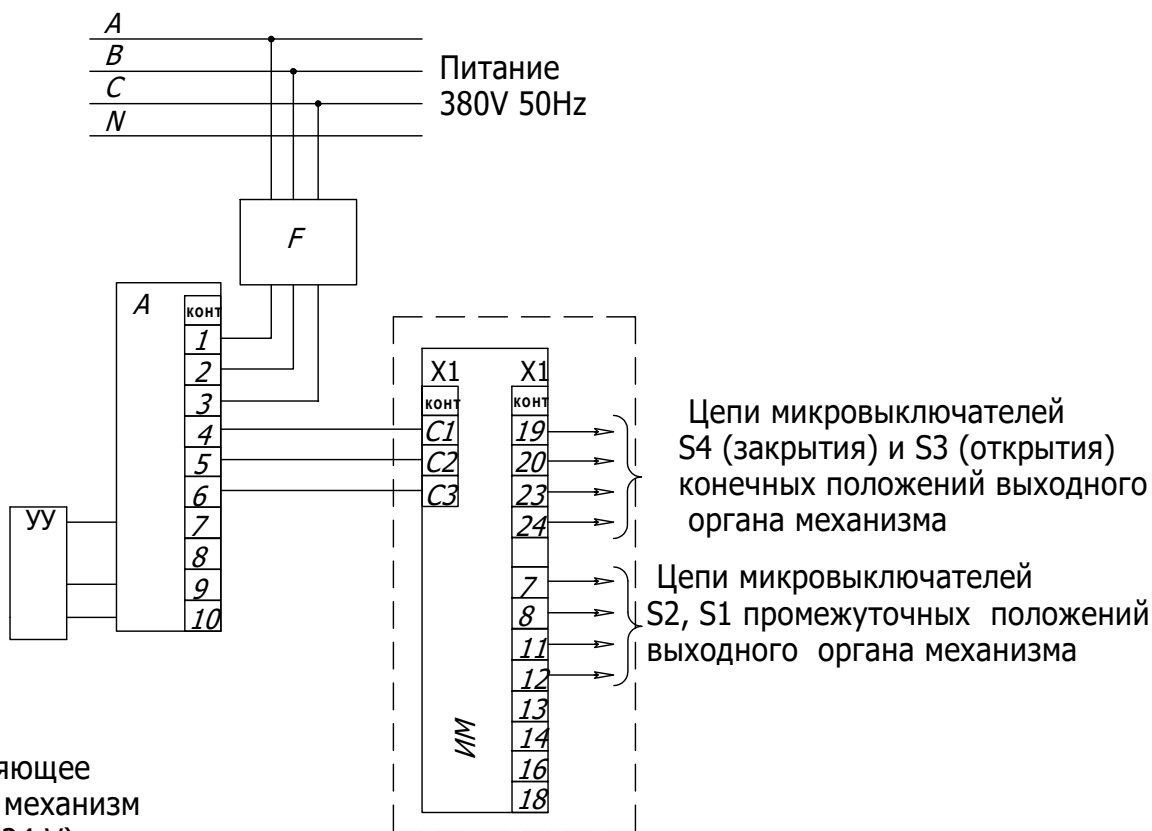 A
B
C
N
Питание
380V 50Hz
F
A
конт
1
2
3
4
5
6
7
8
9
10
УУ
X1
конт
C1
C2
C3
X1
конт
19
20
23
24
7
8
11
12
13
14
16
18
ИМ
Цепи микровыключателей
S4 (закрытия) и S3 (открытия)
конечных положений выходного
органа механизма
Цепи микровыключателей
S2, S1 промежуточных положений
выходного органа механизма
яющее
механизм